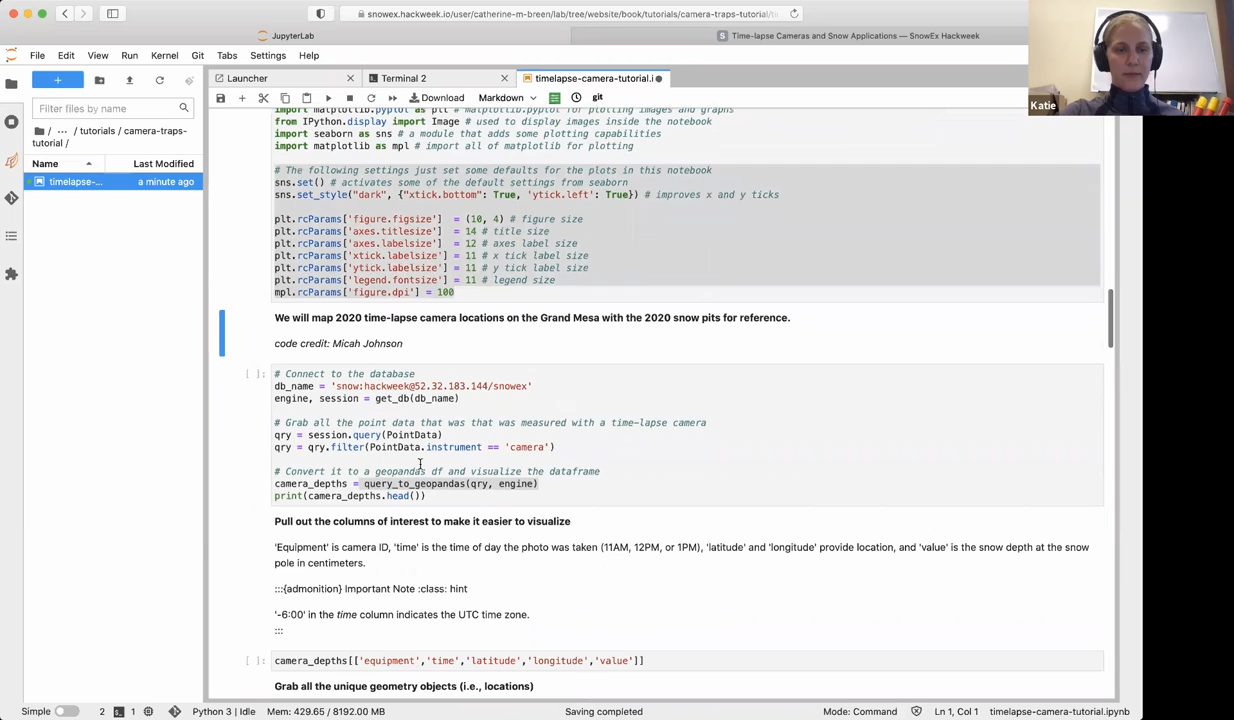 snowex.hackweek.io/user/catherine-m-breen/lab/tree/website/book/tutorials/camera-traps-tutorial/
JupyterLab
S Time-lapse Cameras and Snow Applications — SnowEx Hackweek
File Edit View Run Kernel Git Tabs Settings Help
Launcher
Terminal 2
timelapse-camera-tutorial.i
Download
Markdown
git
Python 3
Katie
Filter files by name
/ ... / tutorials / camera-traps-
tutorial /
Name
Last Modified
timelapse-...
a minute ago
import matplotlib.pyplot as plt # matplotlib.pyplot for plotting images and graphs
from IPython.display import Image # used to display images inside the notebook
import seaborn as sns # a module that adds some plotting capabilities
import matplotlib as mpl # import all of matplotlib for plotting
# The following settings just set some defaults for the plots in this notebook
sns.set() # activates some of the default settings from seaborn
sns.set_style("dark", {"xtick.bottom": True, 'ytick.left': True}) # improves x and y ticks
plt.rcParams['figure.figsize'] = (10, 4) # figure size
plt.rcParams['axes.titlesize'] = 14 # title size
plt.rcParams['axes.labelsize'] = 12 # axes label size
plt.rcParams['xtick.labelsize'] = 11 # x tick label size
plt.rcParams['ytick.labelsize'] = 11 # y tick label size
plt.rcParams['legend.fontsize'] = 11 # legend size
mpl.rcParams['figure.dpi'] = 100
We will map 2020 time-lapse camera locations on the Grand Mesa with the 2020 snow pits for reference.
code credit: Micah Johnson
[ ]:
# Connect to the database
db_name = 'snow:hackweek@52.32.183.144/snowex'
engine, session = get_db(db_name)
# Grab all the point data that was that was measured with a time-lapse camera
qry = session.query(PointData)
qry = qry.filter(PointData.instrument == 'camera')
# Convert it to a geopandas df and visualize the dataframe
camera_depths = query_to_geopandas(qry, engine)
print(camera_depths.head())
Pull out the columns of interest to make it easier to visualize
'Equipment' is camera ID, 'time' is the time of day the photo was taken (11AM, 12PM, or 1PM), 'latitude' and 'longitude' provide location, and 'value' is the snow depth at the snow
pole in centimeters.
:::{admonition} Important Note :class: hint
'-6:00' in the time column indicates the UTC time zone.
:::
[ ]: camera_depths[['equipment','time','latitude','longitude','value']]
Grab all the unique geometry objects (i.e., locations)
Simple 2 1 Python 3 | Idle Mem: 429.65 / 8192.00 MB Saving completed Mode: Command Ln 1, Col 1 timelapse-camera-tutorial.ipynb